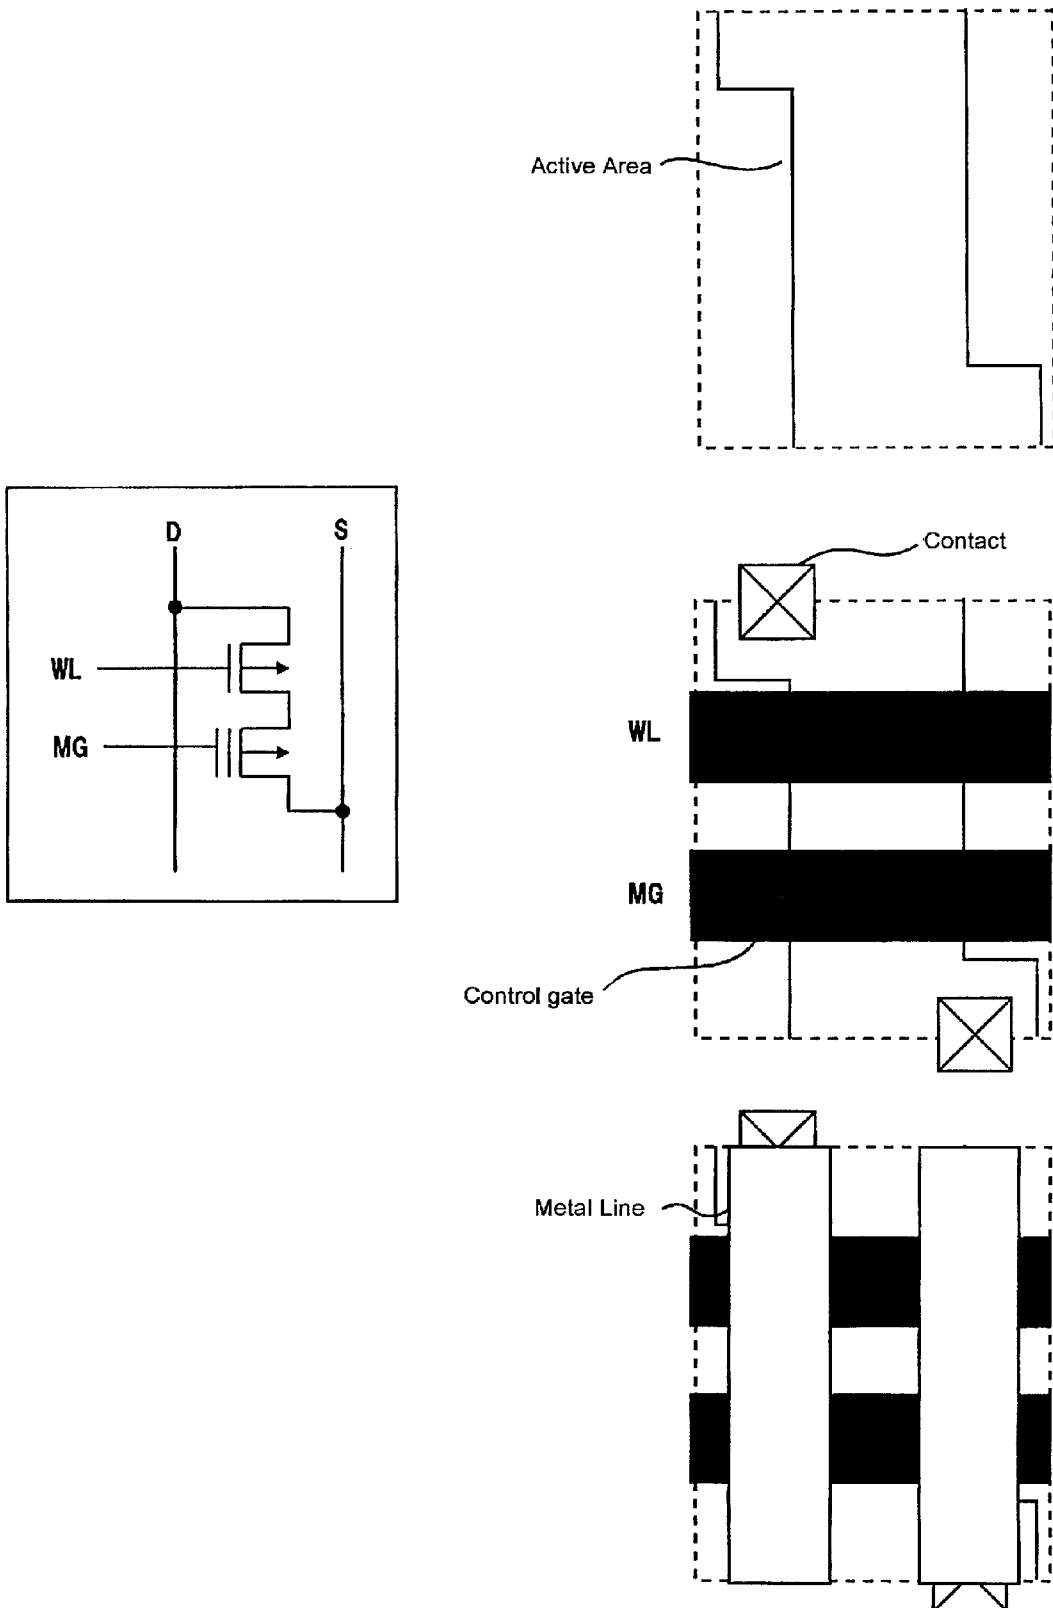 Active Area
D S
WL
MG
Contact
WL
MG
Control gate
Metal Line